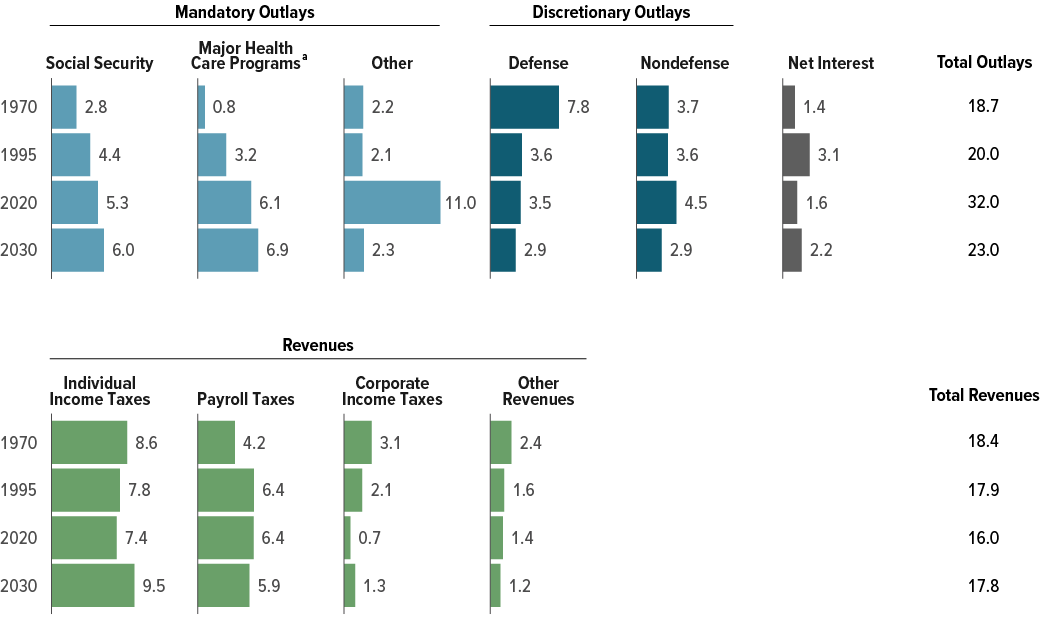 Mandatory Outlays Discretionary Outlays
Social Security Major Health Care Programs a Other Defense Nondefense Net Interest Total Outlays
1970 2.8 0.8 2.2 7.8 3.7 1.4 18.7
1995 4.4 3.2 2.1 3.6 3.6 3.1 20.0
2020 5.3 6.1 11.0 3.5 4.5 1.6 32.0
2030 6.0 6.9 2.3 2.9 2.9 2.2 23.0
Revenues
Individual Income Taxes Payroll Taxes Corporate Income Taxes Other Revenues Total Revenues
1970 8.6 4.2 3.1 2.4 18.4
1995 7.8 6.4 2.1 1.6 17.9
2020 7.4 6.4 0.7 1.4 16.0
2030 9.5 5.9 1.3 1.2 17.8